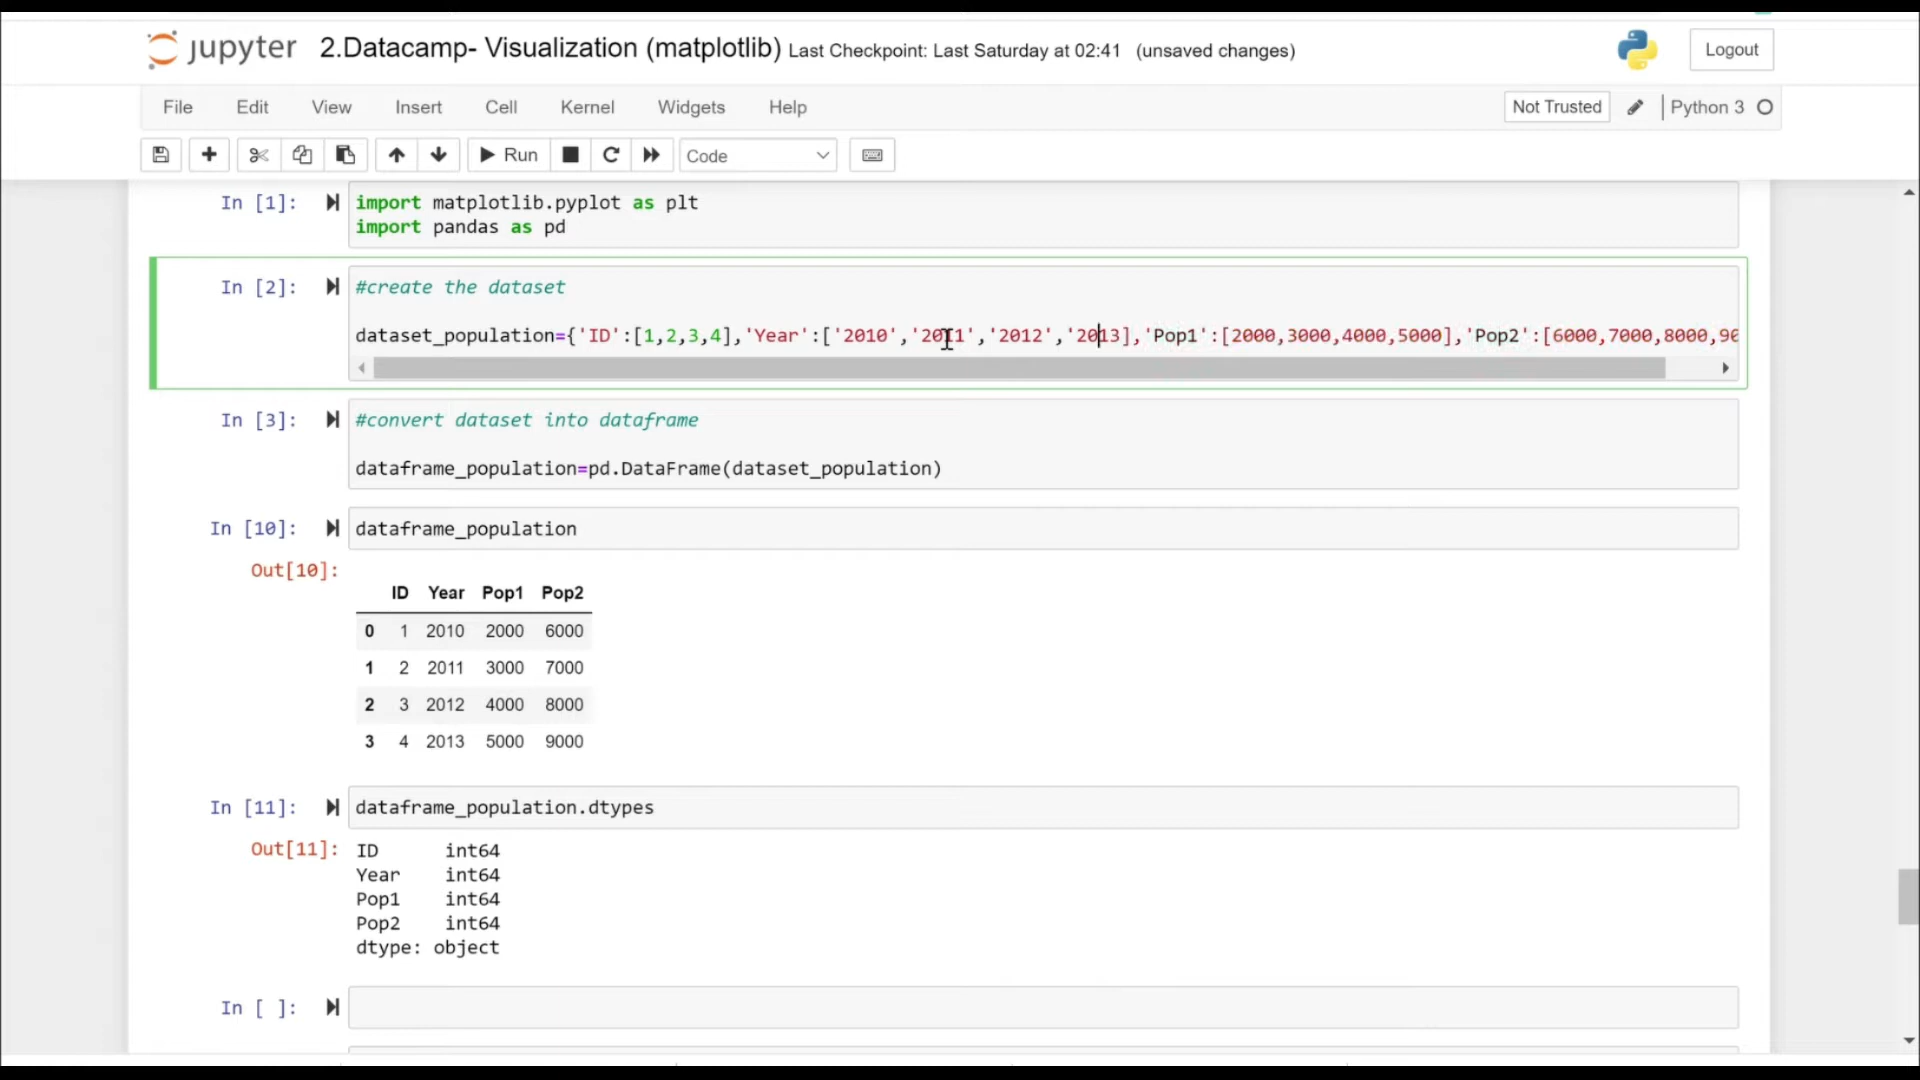 jupyter 2.Datacamp- Visualization (matplotlib) Last Checkpoint: Last Saturday at 02:41 (unsaved changes) Logout
File Edit View Insert Cell Kernel Widgets Help Not Trusted Python 3
Run Code
In [1]: import matplotlib.pyplot as plt
import pandas as pd
In [2]: #create the dataset
dataset_population={'ID':[1,2,3,4],'Year':['2010','2011','2012','2013],'Pop1':[2000,3000,4000,5000],'Pop2':[6000,7000,8000,90
In [3]: #convert dataset into dataframe
dataframe_population=pd.DataFrame(dataset_population)
In [10]: dataframe_population
Out[10]:
ID Year Pop1 Pop2
0 1 2010 2000 6000
1 2 2011 3000 7000
2 3 2012 4000 8000
3 4 2013 5000 9000
In [11]: dataframe_population.dtypes
Out[11]: ID int64
Year int64
Pop1 int64
Pop2 int64
dtype: object
In [ ]: